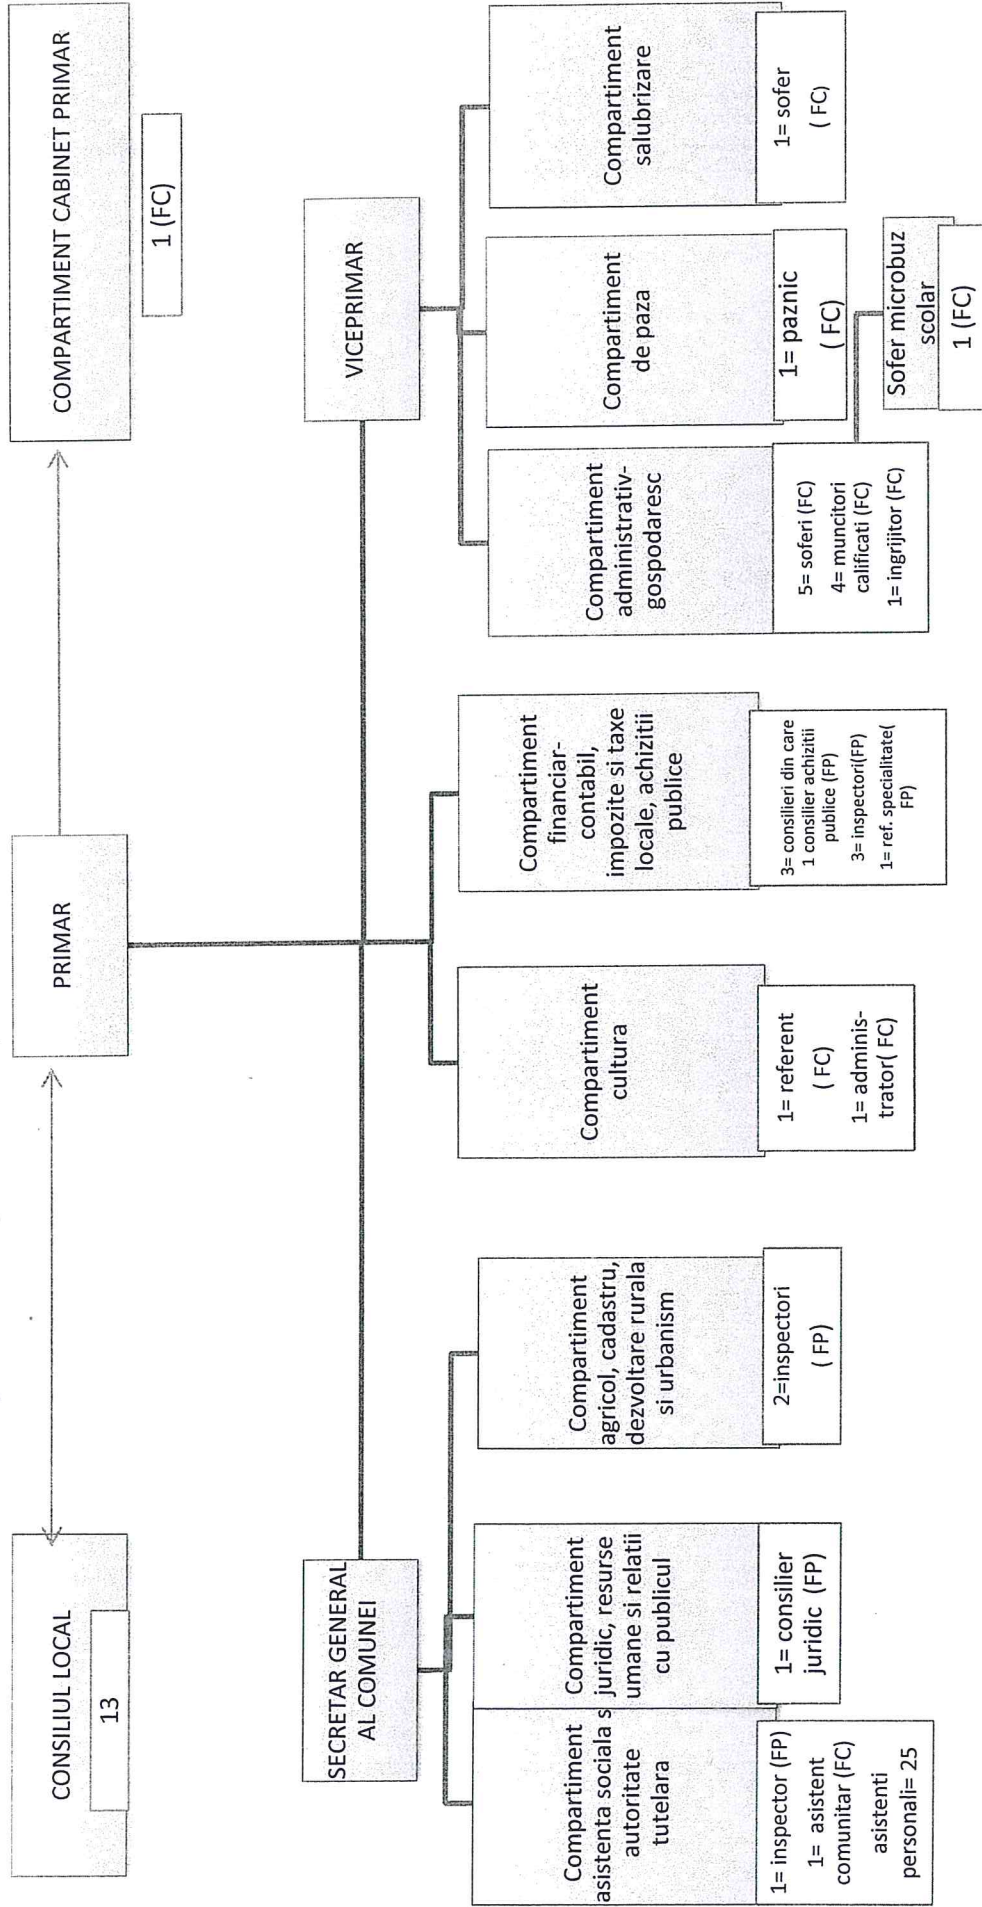 CONSILIUL LOCAL
13
PRIMAR
COMPARTIMENT CABINET PRIMAR
1 (FC)
SECRETAR GENERAL
AL COMUNEI
VICEPRIMAR
Compartiment
asistenta sociala s
autoritate
tutelara
1= inspector (FP)
1= asistent
comunitar (FC)
asistenti
personali= 25
Compartiment
juridic, resurse
umane si relatii
cu publicul
1= consilier
juridic (FP)
Compartiment
agricol, cadastru,
dezvoltare rurala
si urbanism
2=inspectori
( FP)
Compartiment
cultura
1= referent
( FC)
1= adminis-
trator( FC)
Compartiment
financiar-
contabil,
impozite si taxe
locale, achizitii
publice
3= consilieri din care
1 consilier achizitii
publice (FP)
3= inspectori(FP)
1= ref. specialitate(
FP)
Compartiment
administrativ-
gospodaresc
5= soferi (FC)
4= muncitori
calificati (FC)
1= ingrijitor (FC)
Compartiment
de paza
1= paznic
( FC)
Sofer microbuz
scolar
1 (FC)
Compartiment
salubrizare
1= sofer
( FC)